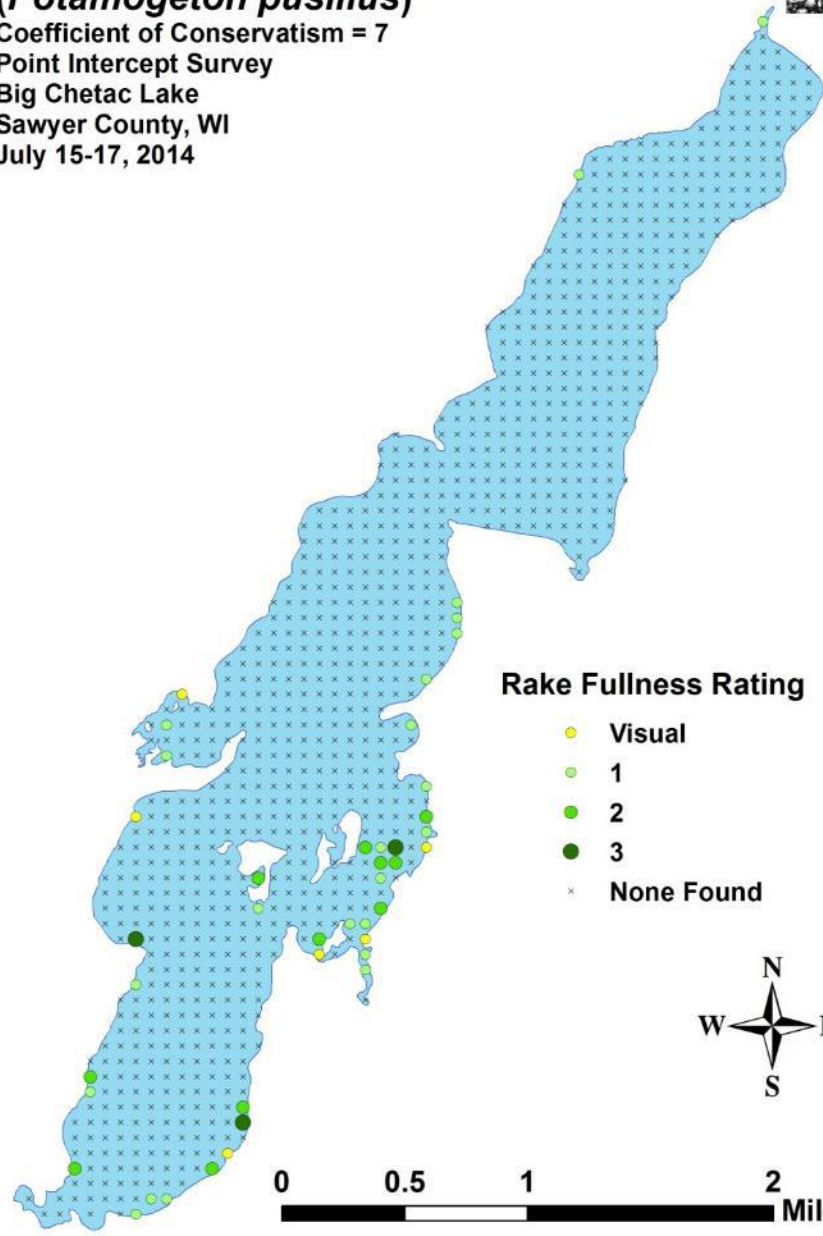 (Potamogeton pusillus)
Coefficient of Conservatism = 7
Point Intercept Survey
Big Chetac Lake
Sawyer County, WI
July 15-17, 2014
Rake Fullness Rating
Visual
1
2
3
None Found
N
W
S
0 0.5 1 2
Mil